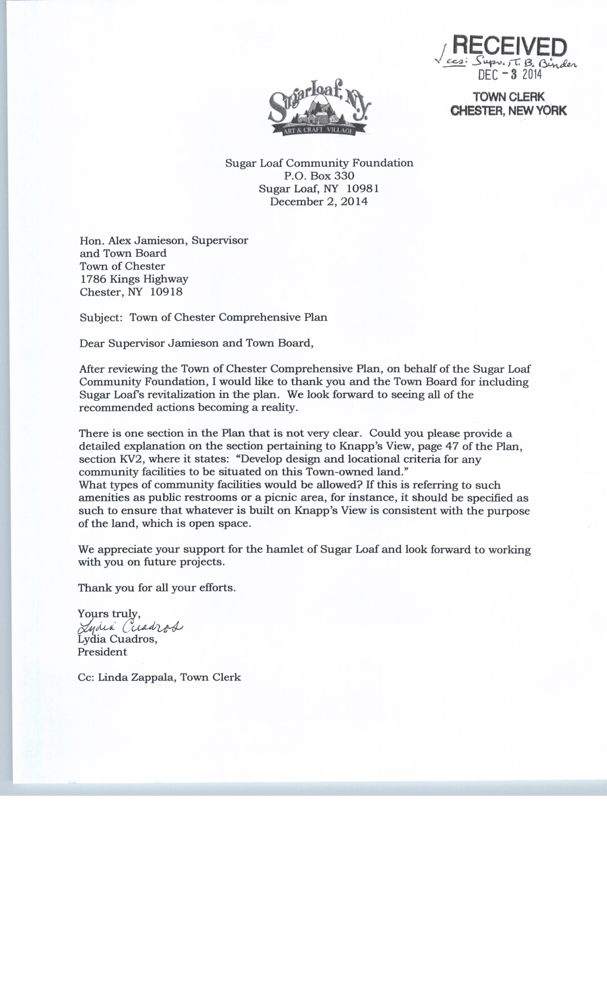 RECEIVED
ccs: Supv., T. B. Binder
DEC - 3 2014
TOWN CLERK
CHESTER, NEW YORK
Sugar Loaf, N.Y.
ART & CRAFT VILLAGE
Sugar Loaf Community Foundation
P.O. Box 330
Sugar Loaf, NY 10981
December 2, 2014
Hon. Alex Jamieson, Supervisor
and Town Board
Town of Chester
1786 Kings Highway
Chester, NY 10918
Subject: Town of Chester Comprehensive Plan
Dear Supervisor Jamieson and Town Board,
After reviewing the Town of Chester Comprehensive Plan, on behalf of the Sugar Loaf
Community Foundation, I would like to thank you and the Town Board for including
Sugar Loaf's revitalization in the plan. We look forward to seeing all of the
recommended actions becoming a reality.
There is one section in the Plan that is not very clear. Could you please provide a
detailed explanation on the section pertaining to Knapp's View, page 47 of the Plan,
section KV2, where it states: “Develop design and locational criteria for any
community facilities to be situated on this Town-owned land.”
What types of community facilities would be allowed? If this is referring to such
amenities as public restrooms or a picnic area, for instance, it should be specified as
such to ensure that whatever is built on Knapp's View is consistent with the purpose
of the land, which is open space.
We appreciate your support for the hamlet of Sugar Loaf and look forward to working
with you on future projects.
Thank you for all your efforts.
Yours truly,
Lydia Cuadros
Lydia Cuadros,
President
Cc: Linda Zappala, Town Clerk